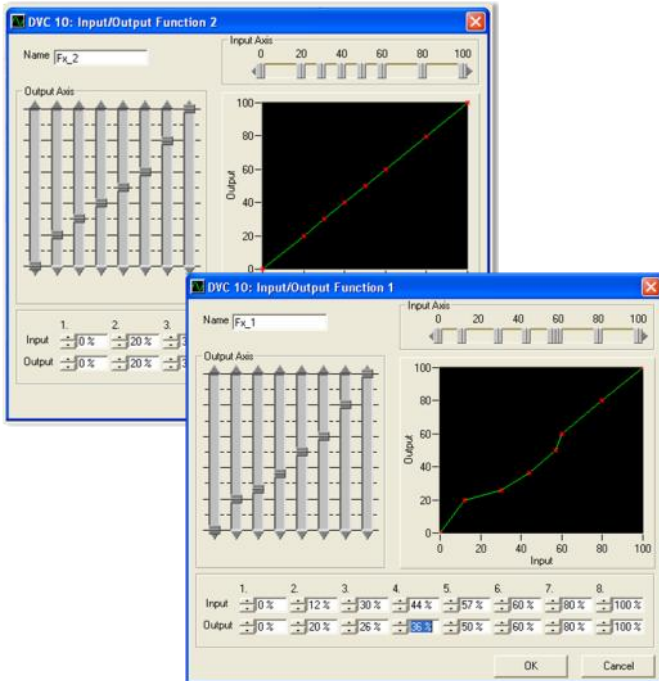 DVC 10: Input/Output Function 2
Name Fx_2
Input Axis
0 20 30 40 60 80 100
Output Axis
100
80
60
40
20
0
Output
1. 2. 3.
Input 0 % 20 %
Output 0 % 20 %
DVC 10: Input/Output Function 1
Name Fx_1
Input Axis
0 20 30 40 60 80 100
Output Axis
100
80
60
40
20
0
Output
0 20 40 60 80 100
Input
1. 2. 3. 4. 5. 6. 7. 8.
Input 0 % 12 % 30 % 44 % 57 % 60 % 80 % 100 %
Output 0 % 20 % 26 % 36 % 50 % 60 % 80 % 100 %
OK Cancel